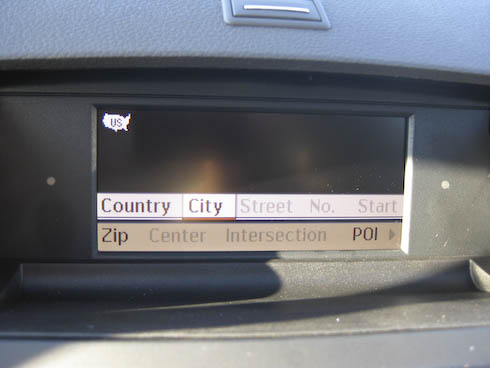 US
Country City Street No. Start
Zip Center Intersection POI